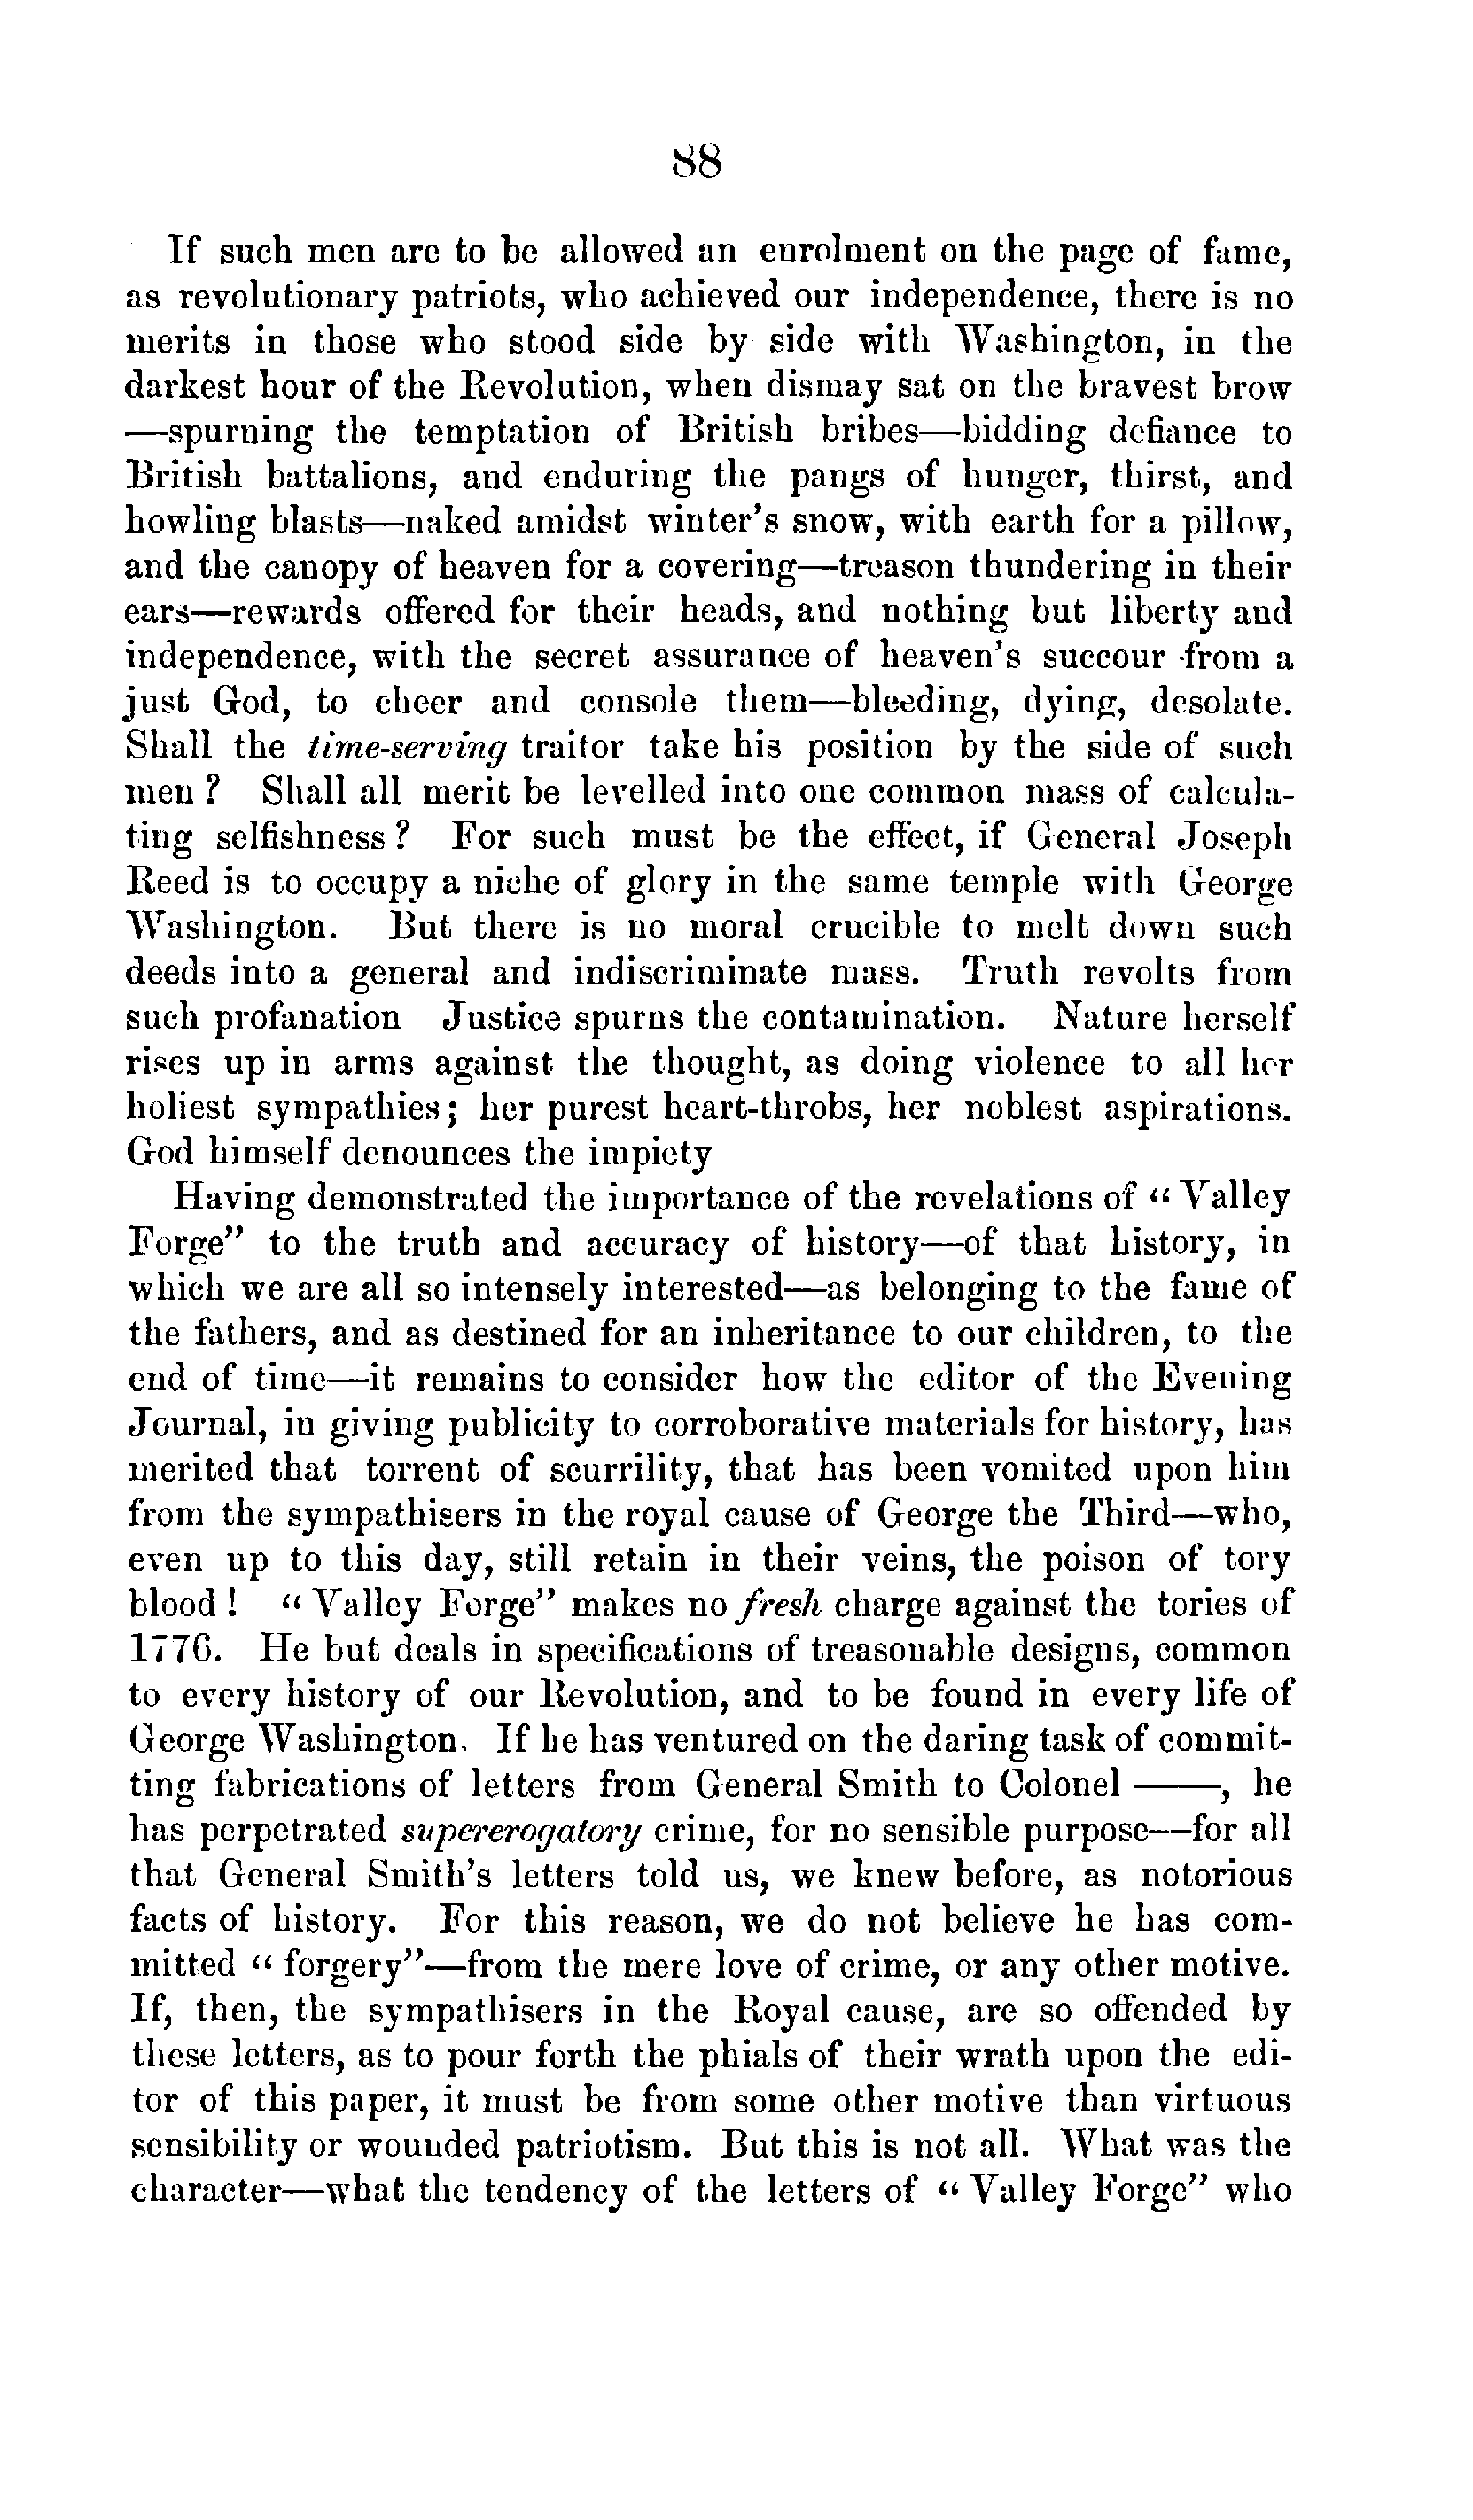 88
If such men are to be allowed an enrolment on the page of fame,
as revolutionary patriots, who achieved our independence, there is no
merits in those who stood side by side with Washington, in the
darkest hour of the Revolution, when dismay sat on the bravest brow
—spurning the temptation of British bribes—bidding defiance to
British battalions, and enduring the pangs of hunger, thirst, and
howling blasts—naked amidst winter's snow, with earth for a pillow,
and the canopy of heaven for a covering—treason thundering in their
ears—rewards offered for their heads, and nothing but liberty and
independence, with the secret assurance of heaven's succour from a
just God, to cheer and console them—bleeding, dying, desolate.
Shall the time-serving traitor take his position by the side of such
men? Shall all merit be levelled into one common mass of calcula-
ting selfishness? For such must be the effect, if General Joseph
Reed is to occupy a niche of glory in the same temple with George
Washington. But there is no moral crucible to melt down such
deeds into a general and indiscriminate mass. Truth revolts from
such profanation Justice spurns the contamination. Nature herself
rises up in arms against the thought, as doing violence to all her
holiest sympathies; her purest heart-throbs, her noblest aspirations.
God himself denounces the impiety
Having demonstrated the importance of the revelations of "Valley
Forge" to the truth and accuracy of history—of that history, in
which we are all so intensely interested—as belonging to the fame of
the fathers, and as destined for an inheritance to our children, to the
end of time—it remains to consider how the editor of the Evening
Journal, in giving publicity to corroborative materials for history, has
merited that torrent of scurrility, that has been vomited upon him
from the sympathisers in the royal cause of George the Third—who,
even up to this day, still retain in their veins, the poison of tory
blood! "Valley Forge" makes no fresh charge against the tories of
1776. He but deals in specifications of treasonable designs, common
to every history of our Revolution, and to be found in every life of
George Washington. If he has ventured on the daring task of commit-
ting fabrications of letters from General Smith to Colonel ——, he
has perpetrated supererogatory crime, for no sensible purpose—for all
that General Smith's letters told us, we knew before, as notorious
facts of history. For this reason, we do not believe he has com-
mitted "forgery"—from the mere love of crime, or any other motive.
If, then, the sympathisers in the Royal cause, are so offended by
these letters, as to pour forth the phials of their wrath upon the edi-
tor of this paper, it must be from some other motive than virtuous
sensibility or wounded patriotism. But this is not all. What was the
character—what the tendency of the letters of "Valley Forge" who